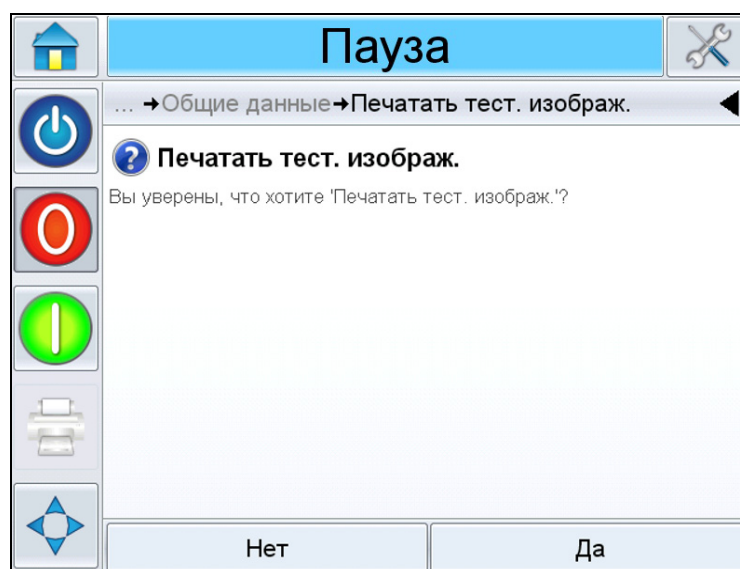 Пауза
... →Общие данные→Печатать тест. изображ.
Печатать тест. изображ.
Вы уверены, что хотите 'Печатать тест. изображ.'?
Нет
Да